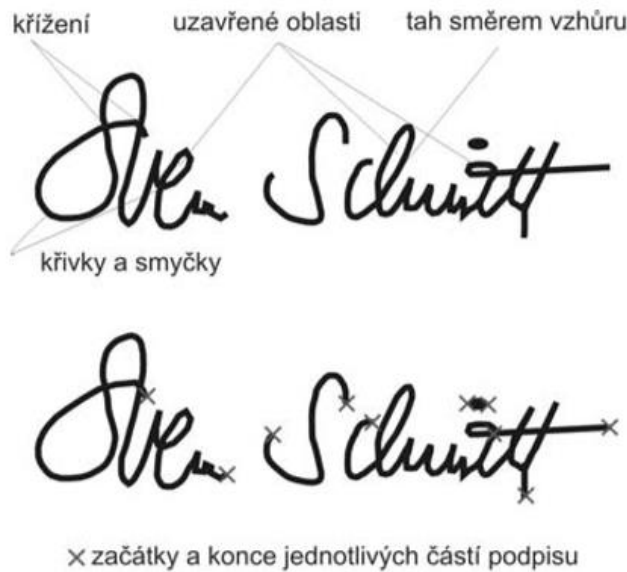 křížení uzavřené oblasti tah směrem vzhůru
Sven Schmitt
křivky a smyčky
Sven Schmitt
× začátky a konce jednotlivých částí podpisu